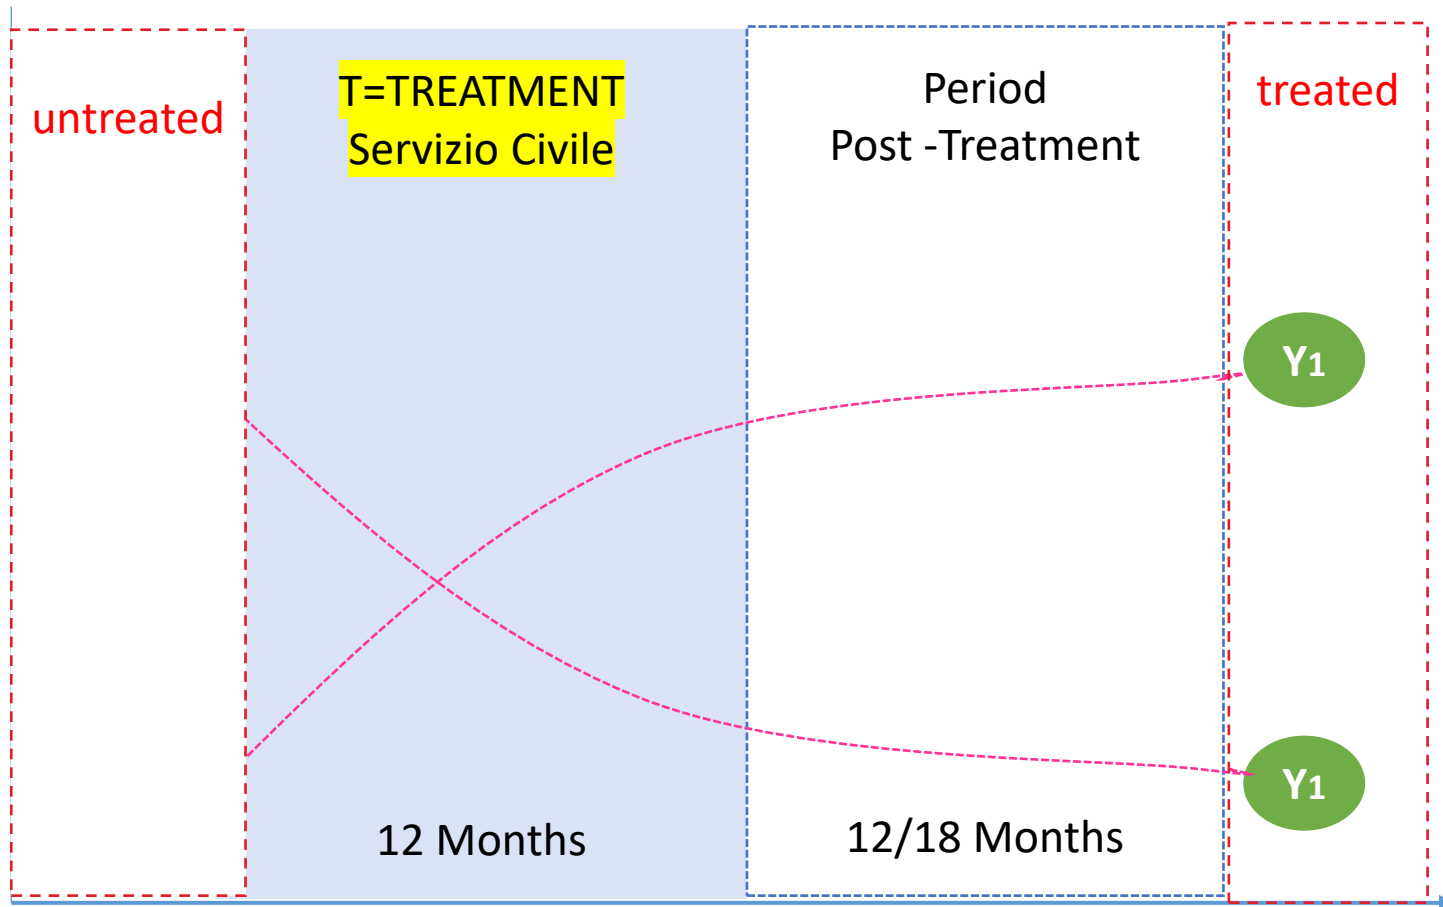 untreated
T=TREATMENT
Servizio Civile
Period
Post -Treatment
treated
Y1
Y1
12 Months
12/18 Months